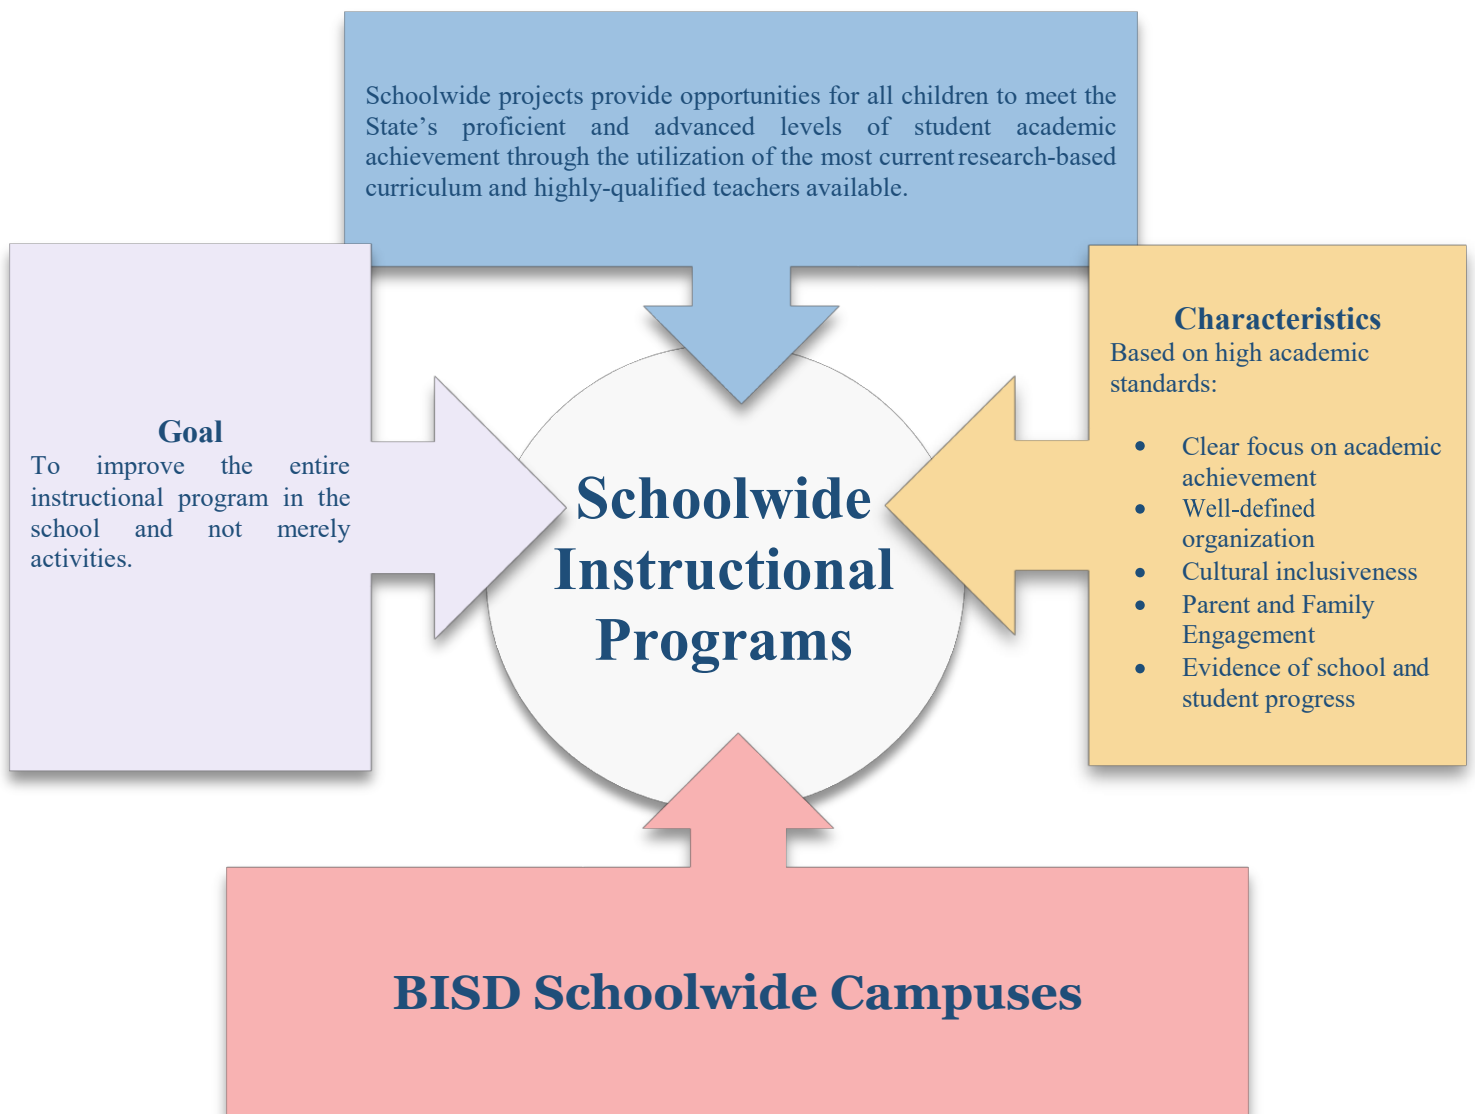 Schoolwide projects provide opportunities for all children to meet the
State’s proficient and advanced levels of student academic
achievement through the utilization of the most current research-based
curriculum and highly-qualified teachers available.
Goal
To improve the entire
instructional program in the
school and not merely
activities.
Schoolwide
Instructional
Programs
Characteristics
Based on high academic
standards:
• Clear focus on academic
achievement
• Well-defined
organization
• Cultural inclusiveness
• Parent and Family
Engagement
• Evidence of school and
student progress
BISD Schoolwide Campuses